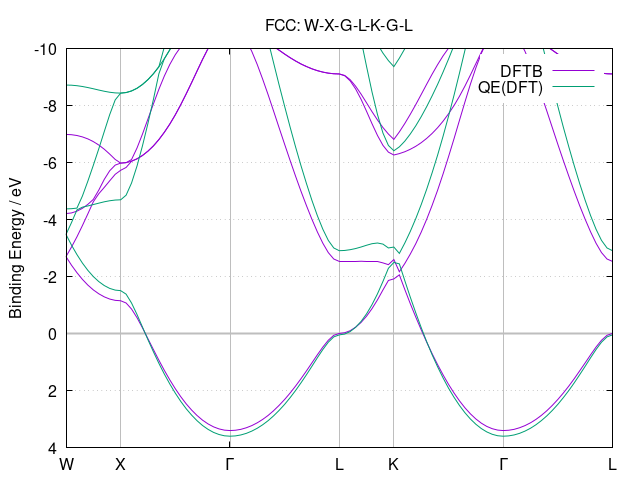 FCC: W-X-G-L-K-G-L
-10
DFTB
QE(DFT)
-8
-6
-4
-2
0
2
4
Binding Energy / eV
W X Γ L K Γ L